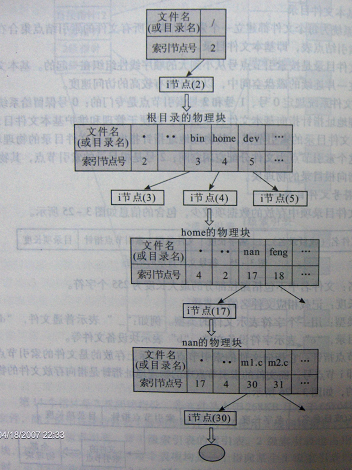 文件名
(或目录名)
/
索引节点号
2
i节点(2)
根目录的物理块
文件名
(或目录名)
• •• bin home dev …
索引节点号 2 3 4 5 …
i节点(3) i节点(4) i节点(5)
home的物理块
文件名
(或目录名)
• •• nan feng …
索引节点号 4 2 17 18 …
i节点(17)
nan的物理块
文件名
(或目录名)
• •• m1.c m2.c …
索引节点号 17 4 30 31 …
i节点(30)
04/18/2007 22:33